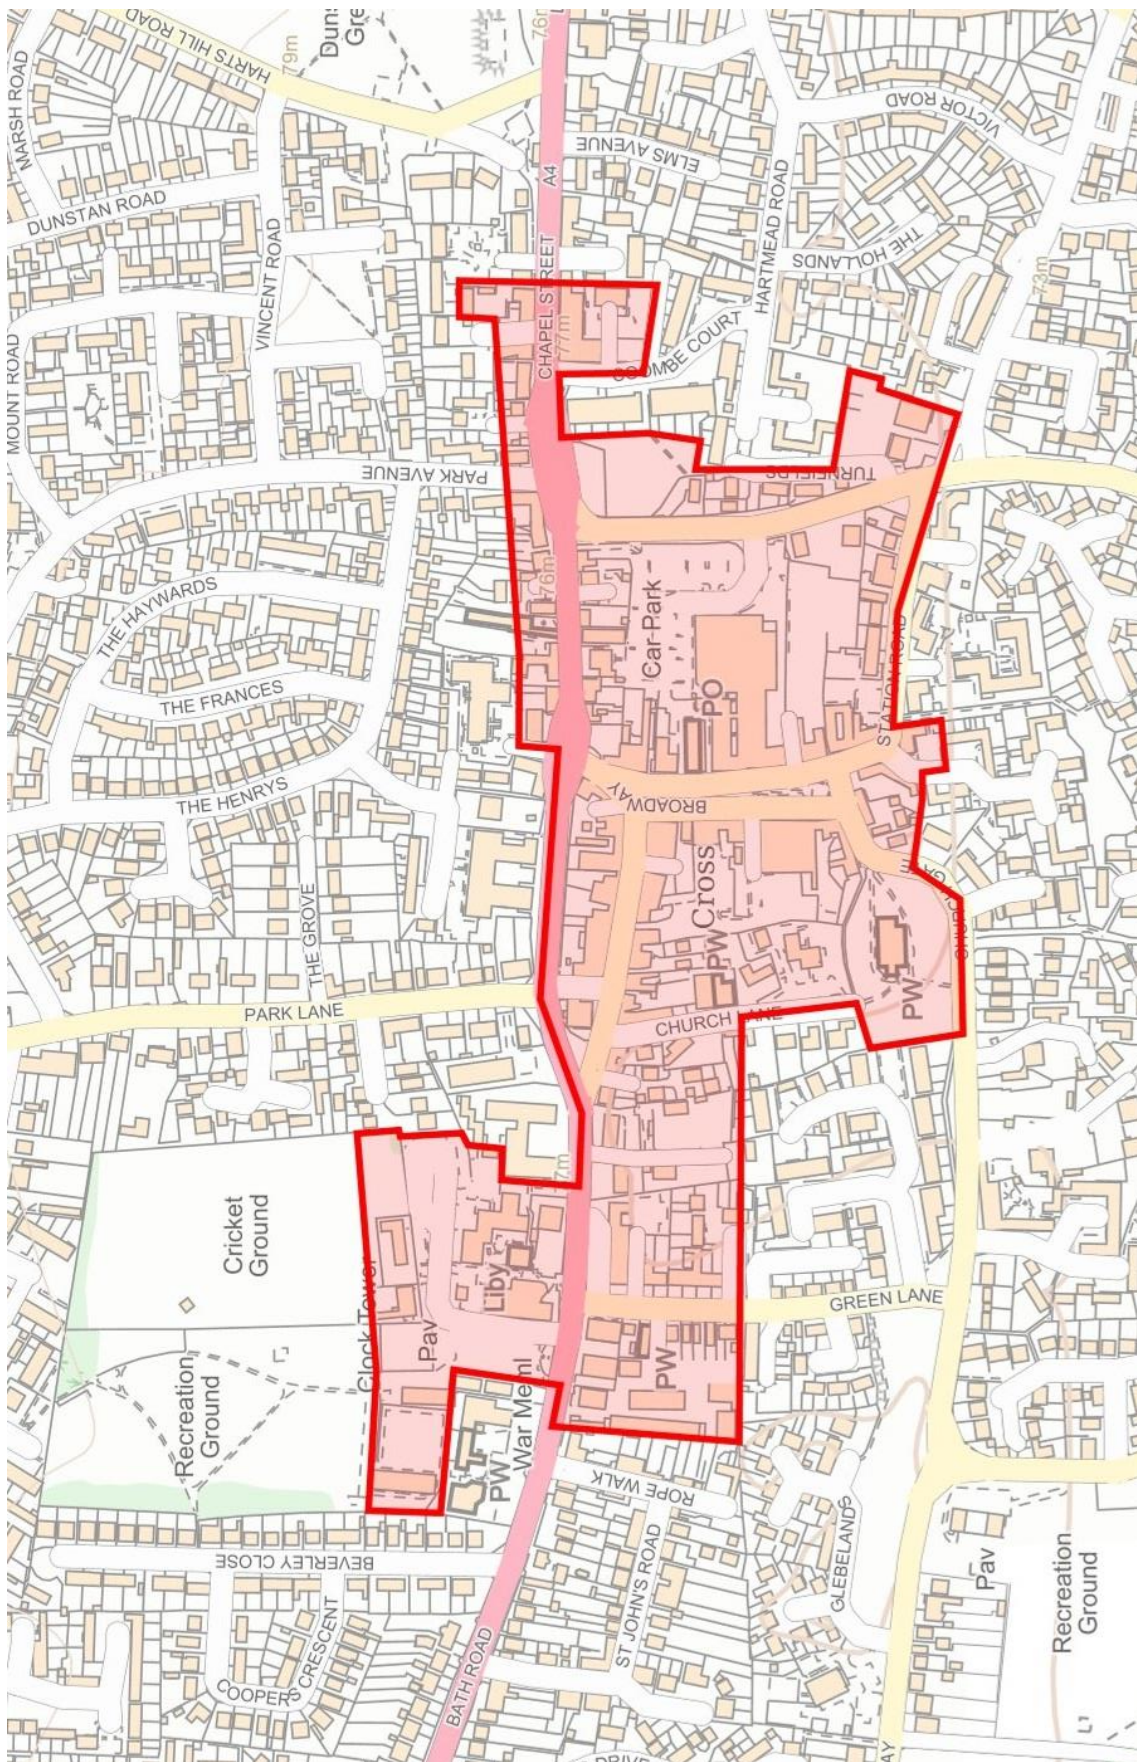 HARTS HILL ROAD
79m
76m
MARSH ROAD
DUNSTAN ROAD
VINCENT ROAD
MOUNT ROAD
ELMS AVENUE
A4
VICTOR ROAD
HARTMEAD ROAD
THE HOLLANDS
73m
CHAPEL STREET
77m
COOMBE COURT
PARK AVENUE
TURNFIELDS
THE HAYWARDS
76m
Car Park
THE FRANCES
PO
STATION ROAD
THE HENRYS
BROADWAY
Cross
PW
THE GROVE
PW
PARK LANE
CHURCH LANE
Cricket
Ground
Clock Tower
Liby
Pav
GREEN LANE
Recreation
Ground
PW
War Meml
PW
ROPE WALK
BEVERLEY CLOSE
ST JOHN'S ROAD
GLEBELANDS
Pav
Recreation
Ground
COOPERS CRESCENT
BATH ROAD